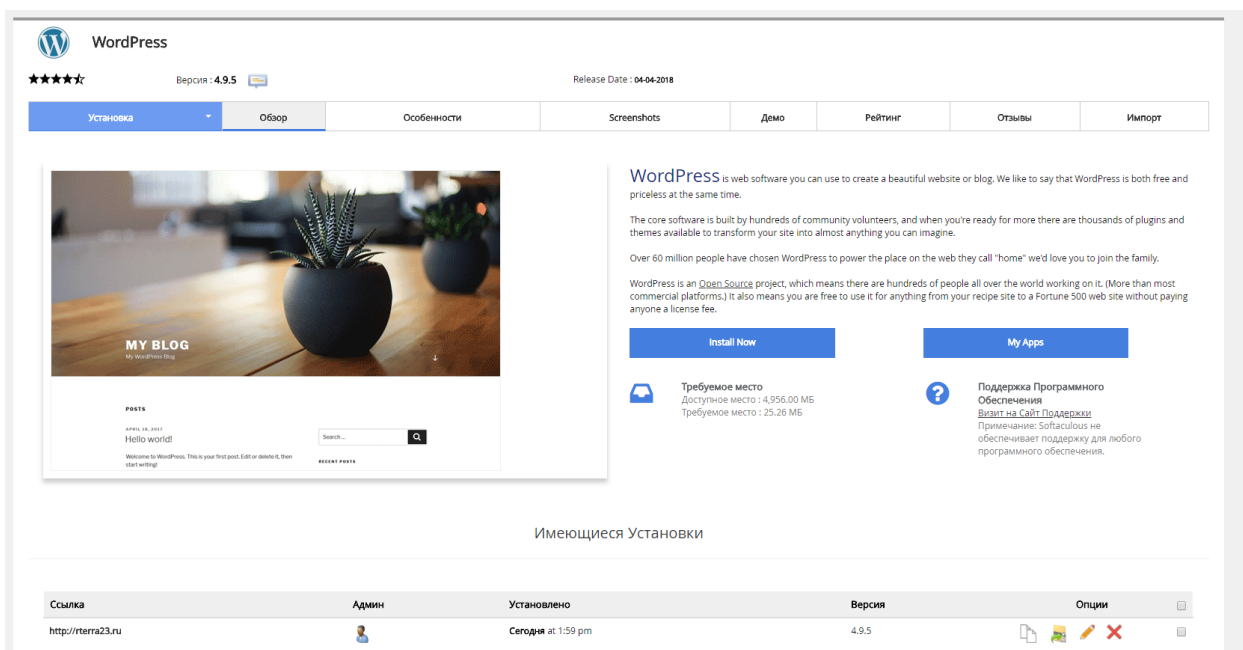 WordPress
Версия : 4.9.5
Release Date : 04-04-2018
Установка
Обзор
Особенности
Screenshots
Демо
Рейтинг
Отзывы
Импорт
MY BLOG
My WordPress Blog
POSTS
APRIL 18, 2017
Hello world!
Welcome to WordPress. This is your first post. Edit or delete it, then
start writing!
Search ...
RECENT POSTS
WordPress is web software you can use to create a beautiful website or blog. We like to say that WordPress is both free and
priceless at the same time.
The core software is built by hundreds of community volunteers, and when you're ready for more there are thousands of plugins and
themes available to transform your site into almost anything you can imagine.
Over 60 million people have chosen WordPress to power the place on the web they call "home" we'd love you to join the family.
WordPress is an Open Source project, which means there are hundreds of people all over the world working on it. (More than most
commercial platforms.) It also means you are free to use it for anything from your recipe site to a Fortune 500 web site without paying
anyone a license fee.
Install Now
My Apps
Требуемое место
Доступное место : 4,956.00 МБ
Требуемое место : 25.26 МБ
Поддержка Программного
Обеспечения
Визит на Сайт Поддержки
Примечание: Softaculous не
обеспечивает поддержку для любого
программного обеспечения.
Имеющиеся Установки
Ссылка Админ Установлено Версия Опции
http://rterra23.ru Сегодня at 1:59 pm 4.9.5